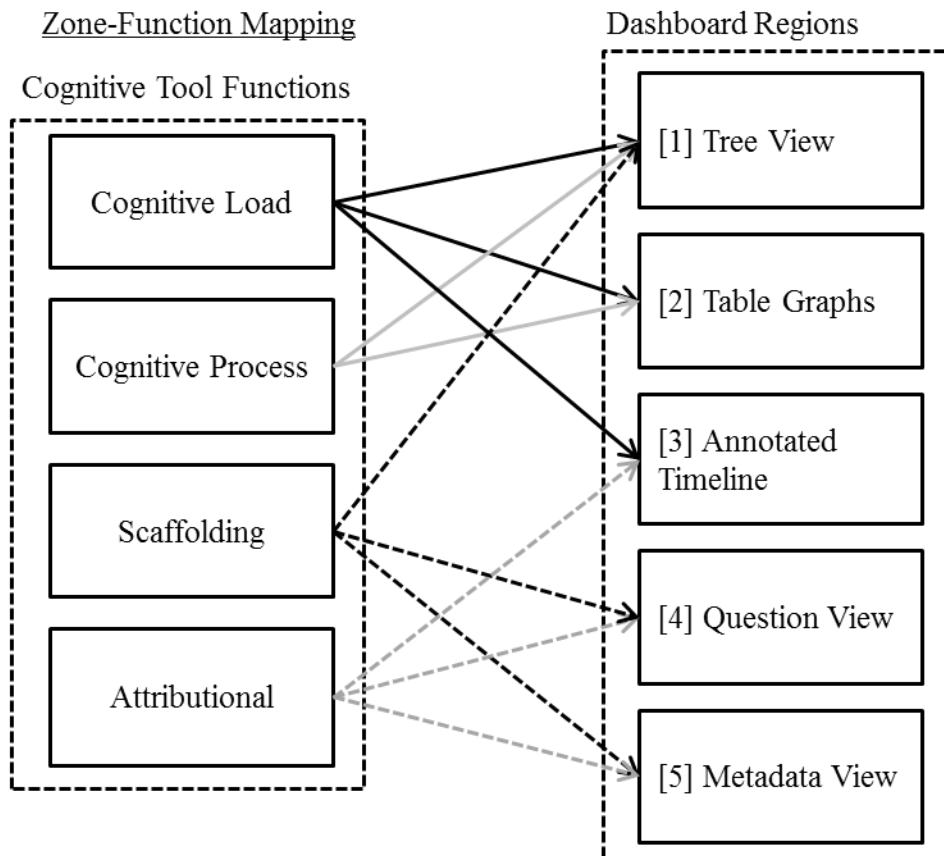 Zone-Function Mapping
Cognitive Tool Functions
Cognitive Load
Cognitive Process
Scaffolding
Attributional
Dashboard Regions
[1] Tree View
[2] Table Graphs
[3] Annotated
Timeline
[4] Question View
[5] Metadata View